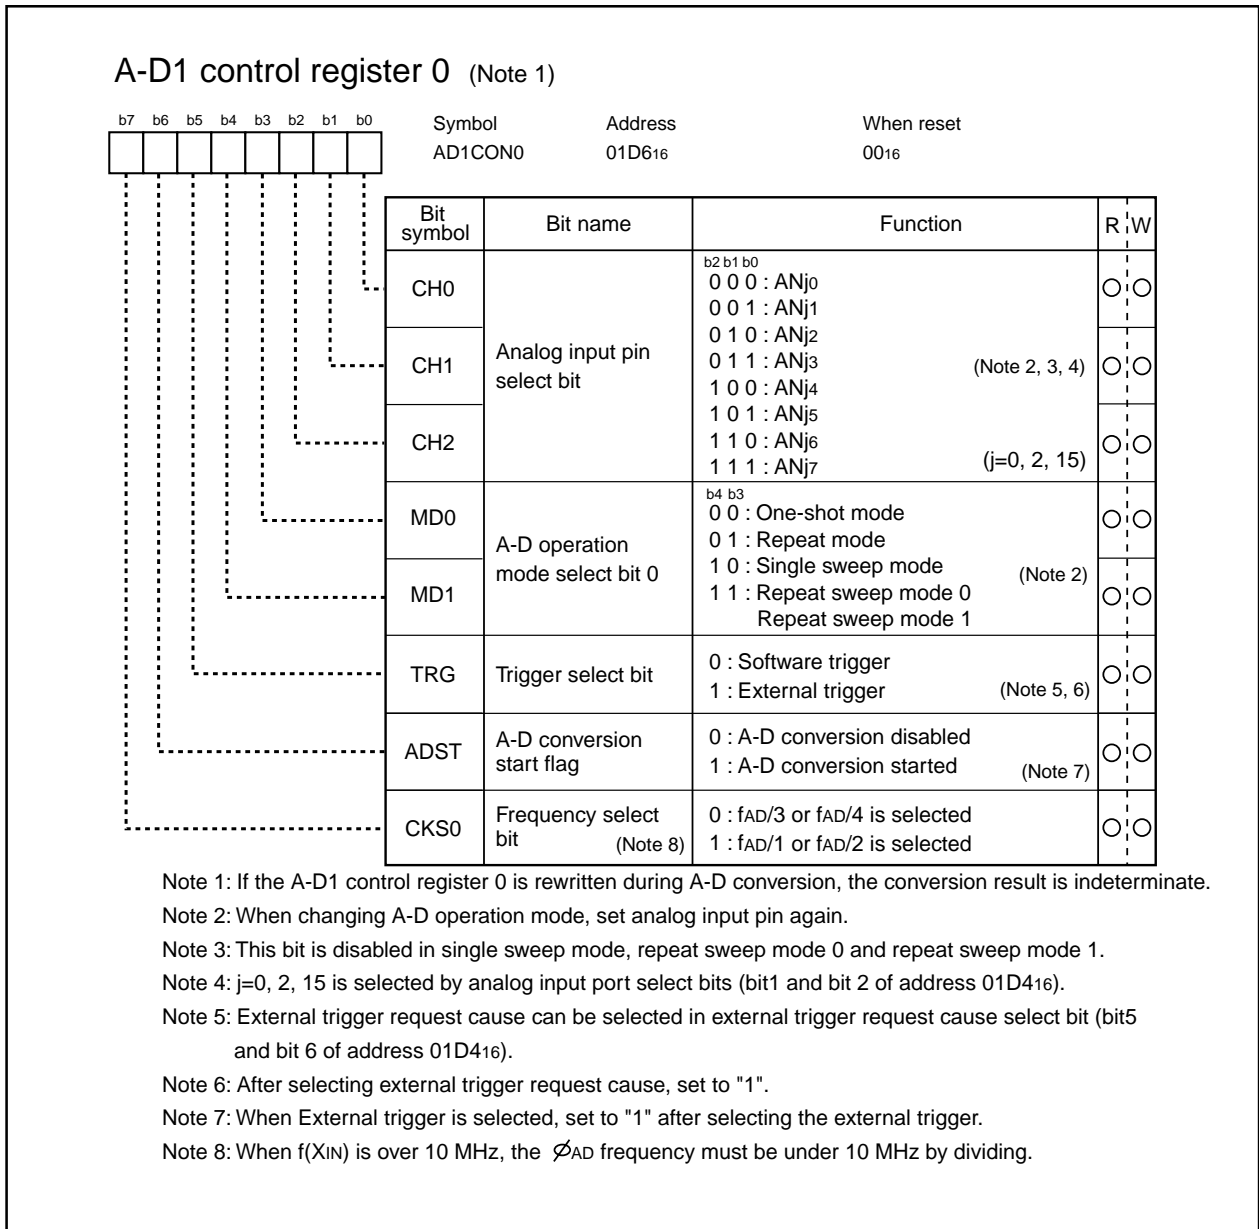 A-D1 control register 0 (Note 1)
b7 b6 b5 b4 b3 b2 b1 b0
Symbol Address When reset
AD1CON0 01D616 0016
Bit symbol Bit name Function R W
CH0
CH1
CH2
Analog input pin
select bit
b2 b1 b0
0 0 0 : ANj0
0 0 1 : ANj1
0 1 0 : ANj2
0 1 1 : ANj3 (Note 2, 3, 4)
1 0 0 : ANj4
1 0 1 : ANj5
1 1 0 : ANj6
1 1 1 : ANj7 (j=0, 2, 15)
MD0
MD1
A-D operation
mode select bit 0
b4 b3
0 0 : One-shot mode
0 1 : Repeat mode
1 0 : Single sweep mode (Note 2)
1 1 : Repeat sweep mode 0
Repeat sweep mode 1
TRG
Trigger select bit
0 : Software trigger
1 : External trigger (Note 5, 6)
ADST
A-D conversion
start flag
0 : A-D conversion disabled
1 : A-D conversion started (Note 7)
CKS0
Frequency select
bit (Note 8)
0 : fAD/3 or fAD/4 is selected
1 : fAD/1 or fAD/2 is selected
Note 1: If the A-D1 control register 0 is rewritten during A-D conversion, the conversion result is indeterminate.
Note 2: When changing A-D operation mode, set analog input pin again.
Note 3: This bit is disabled in single sweep mode, repeat sweep mode 0 and repeat sweep mode 1.
Note 4: j=0, 2, 15 is selected by analog input port select bits (bit1 and bit 2 of address 01D416).
Note 5: External trigger request cause can be selected in external trigger request cause select bit (bit5
and bit 6 of address 01D416).
Note 6: After selecting external trigger request cause, set to "1".
Note 7: When External trigger is selected, set to "1" after selecting the external trigger.
Note 8: When f(XIN) is over 10 MHz, the ØAD frequency must be under 10 MHz by dividing.